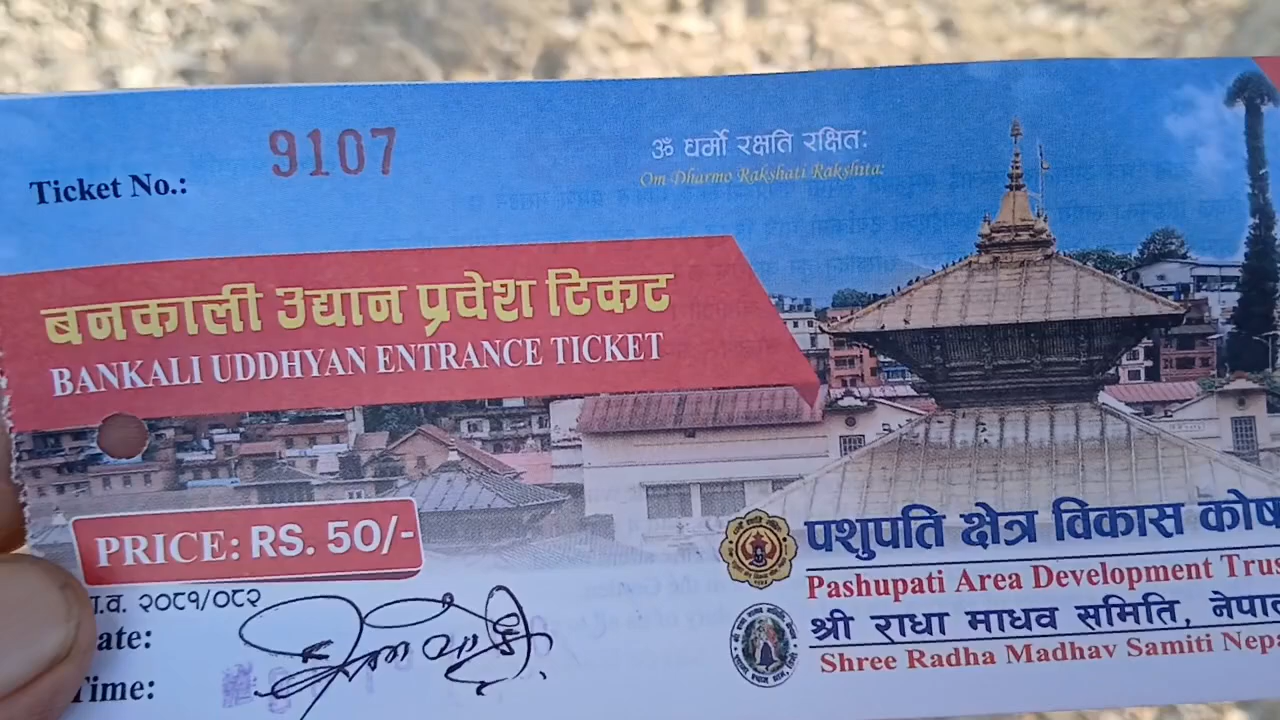 Ticket No.: 9107
ॐ धर्मो रक्षति रक्षित:
Om Dharmo Rakshati Rakshita:
बनकाली उद्यान प्रवेश टिकट
BANKALI UDDHYAN ENTRANCE TICKET
PRICE: RS. 50/-
.व. २०८१/०८२
ate:
Time:
पशुपति क्षेत्र विकास कोष
Pashupati Area Development Trus
श्री राधा माधव समिति, नेपाल
Shree Radha Madhav Samiti Nepa